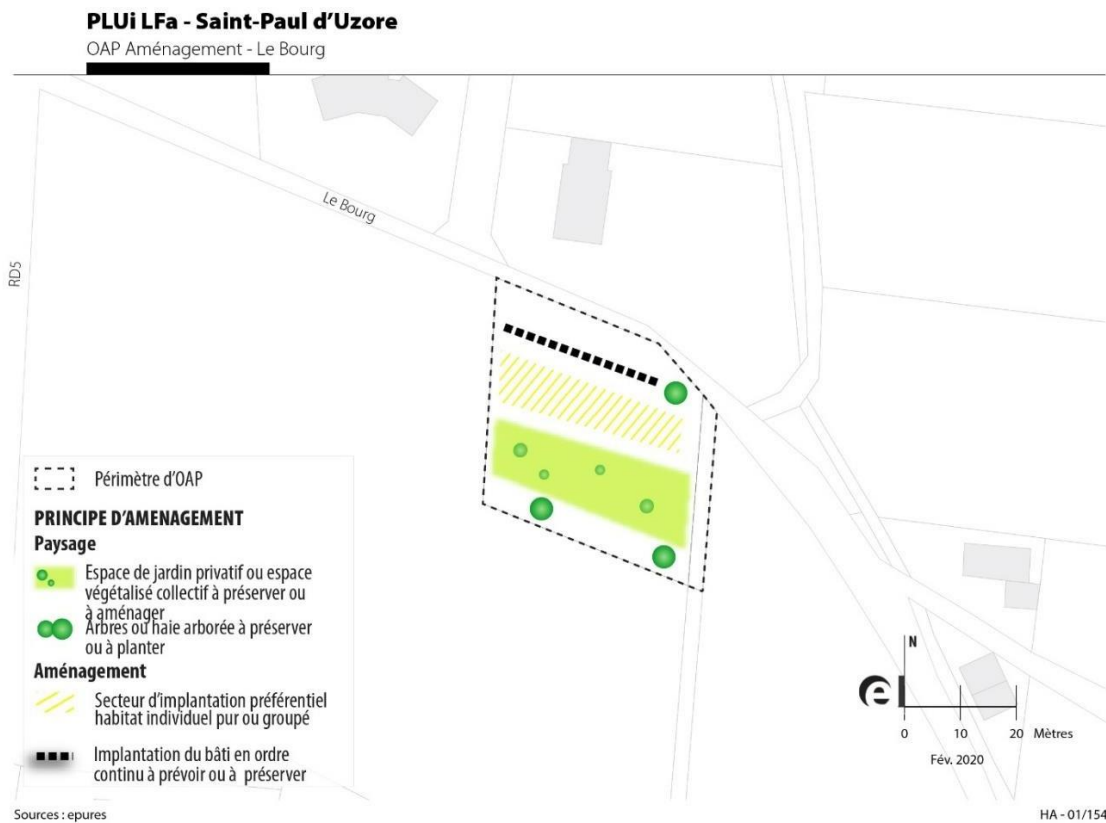 PLUi LFa - Saint-Paul d'Uzore
OAP Aménagement - Le Bourg
Le Bourg
RD5
Périmètre d'OAP
PRINCIPE D'AMENAGEMENT
Paysage
Espace de jardin privatif ou espace
végétalisé collectif à préserver ou
à aménager
Arbres ou haie arborée à préserver
ou à planter
Aménagement
Secteur d'implantation préférentiel
habitat individuel pur ou groupé
Implantation du bâti en ordre
continu à prévoir ou à préserver
N
e
0 10 20 Mètres
Fév. 2020
Sources : epures
HA - 01/154